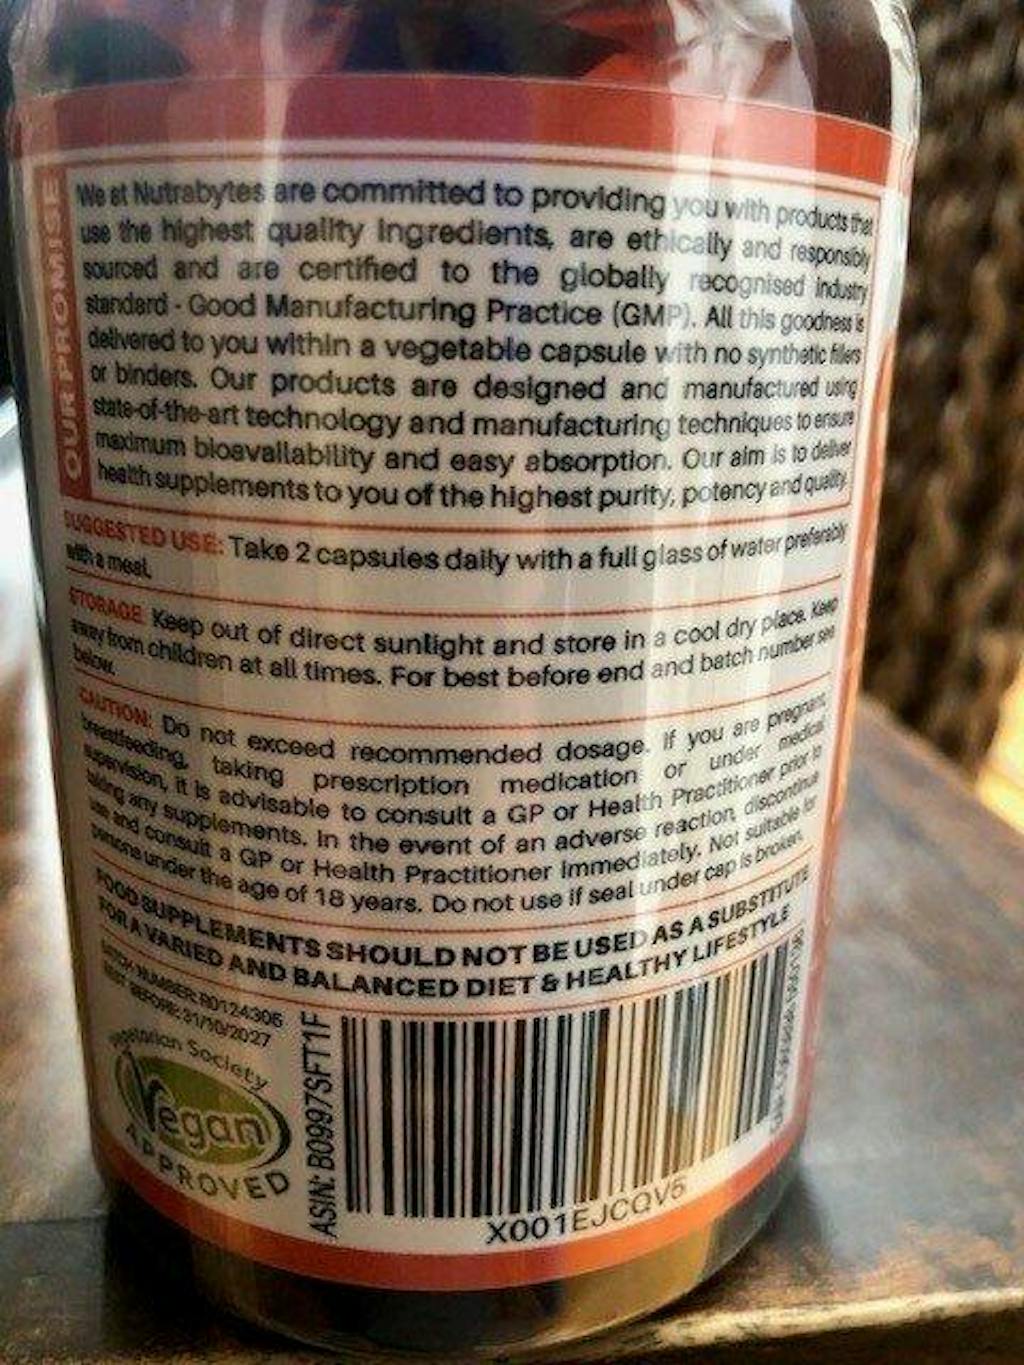 OUR PROMISE
We at Nutrabytes are committed to providing you with products that
use the highest quality ingredients, are ethically and responsibly
sourced and are certified to the globally recognised industry
standard - Good Manufacturing Practice (GMP). All this goodness is
delivered to you within a vegetable capsule with no synthetic fillers
or binders. Our products are designed and manufactured using
state-of-the-art technology and manufacturing techniques to ensure
maximum bioavailability and easy absorption. Our aim is to deliver
health supplements to you of the highest purity, potency and quality.
SUGGESTED USE: Take 2 capsules daily with a full glass of water preferably
with a meal.
STORAGE: Keep out of direct sunlight and store in a cool dry place. Keep
away from children at all times. For best before end and batch number see
below.
CAUTION: Do not exceed recommended dosage. If you are pregnant,
breastfeeding, taking prescription medication or under medical
supervision, it is advisable to consult a GP or Health Practitioner prior to
taking any supplements. In the event of an adverse reaction, discontinue
use and consult a GP or Health Practitioner immediately. Not suitable for
persons under the age of 18 years. Do not use if seal under cap is broken.
FOOD SUPPLEMENTS SHOULD NOT BE USED AS A SUBSTITUTE
FOR A VARIED AND BALANCED DIET & HEALTHY LIFESTYLE
BATCH NUMBER: R0124306
BEST BEFORE: 31/10/2027
Vegetarian Society
Vegan
APPROVED
ASIN: B0997SFT1F
X001EJCQV5